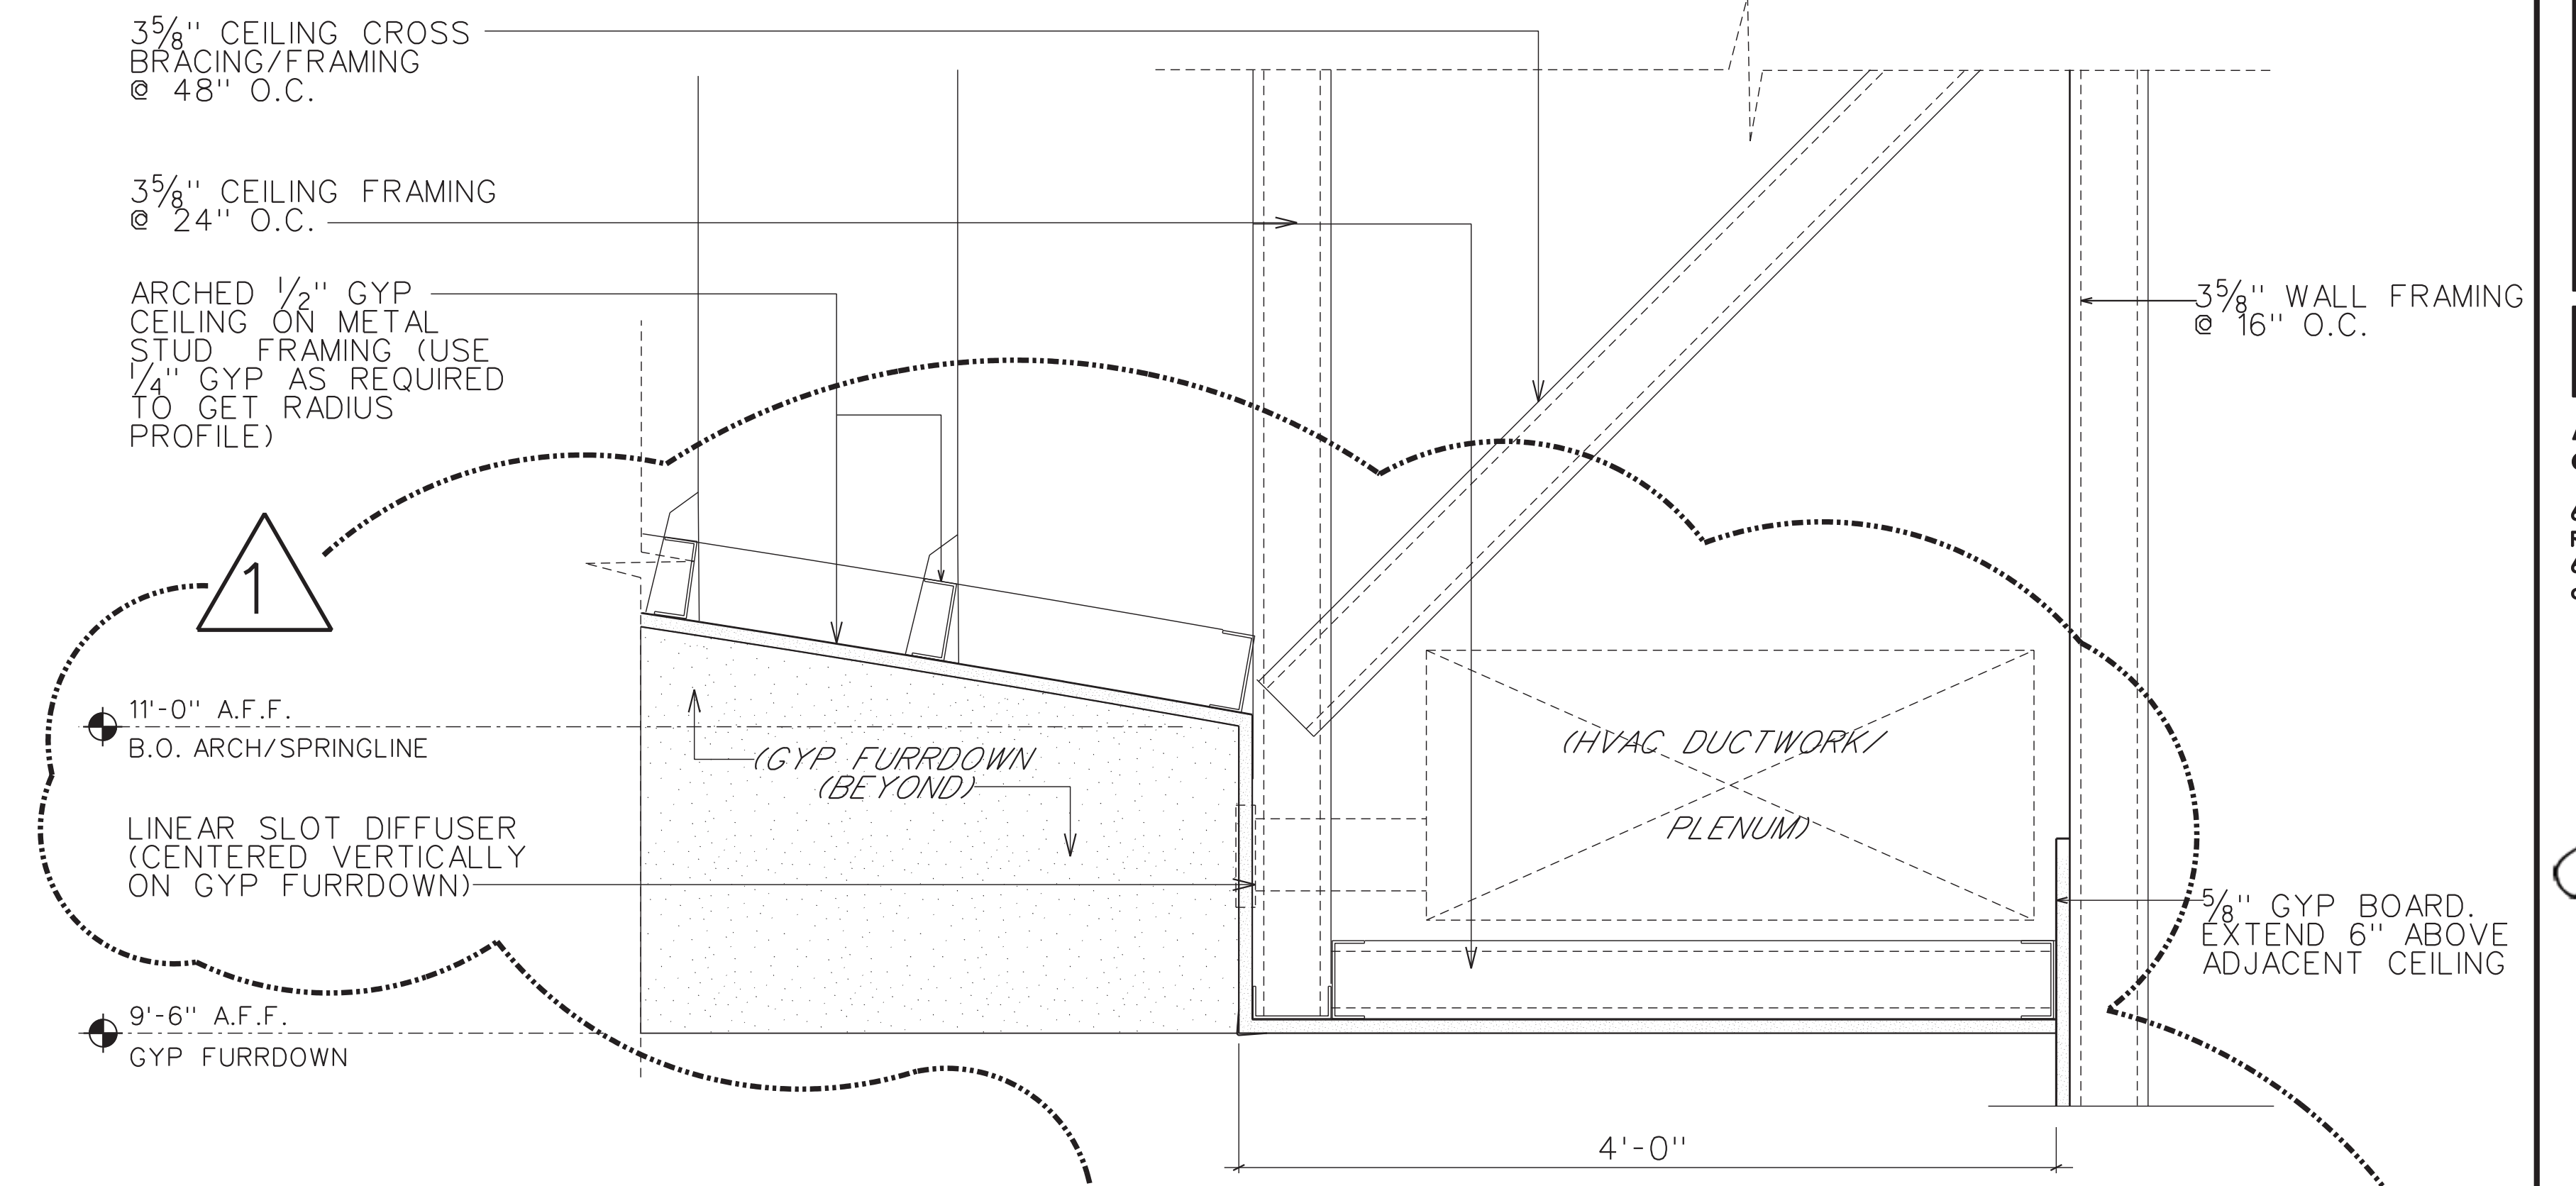 3⅝" CEILING CROSS
BRACING/FRAMING
@ 48" O.C.
3⅝" CEILING FRAMING
@ 24" O.C.
ARCHED ½" GYP
CEILING ON METAL
STUD FRAMING (USE
¼" GYP AS REQUIRED
TO GET RADIUS
PROFILE)
3⅝" WALL FRAMING
@ 16" O.C.
1
11'-0" A.F.F.
B.O. ARCH/SPRINGLINE
(GYP FURRDOWN
(BEYOND)
(HVAC DUCTWORK/
PLENUM)
LINEAR SLOT DIFFUSER
(CENTERED VERTICALLY
ON GYP FURRDOWN)
⅝" GYP BOARD.
EXTEND 6" ABOVE
ADJACENT CEILING
9'-6" A.F.F.
GYP FURRDOWN
4'-0"